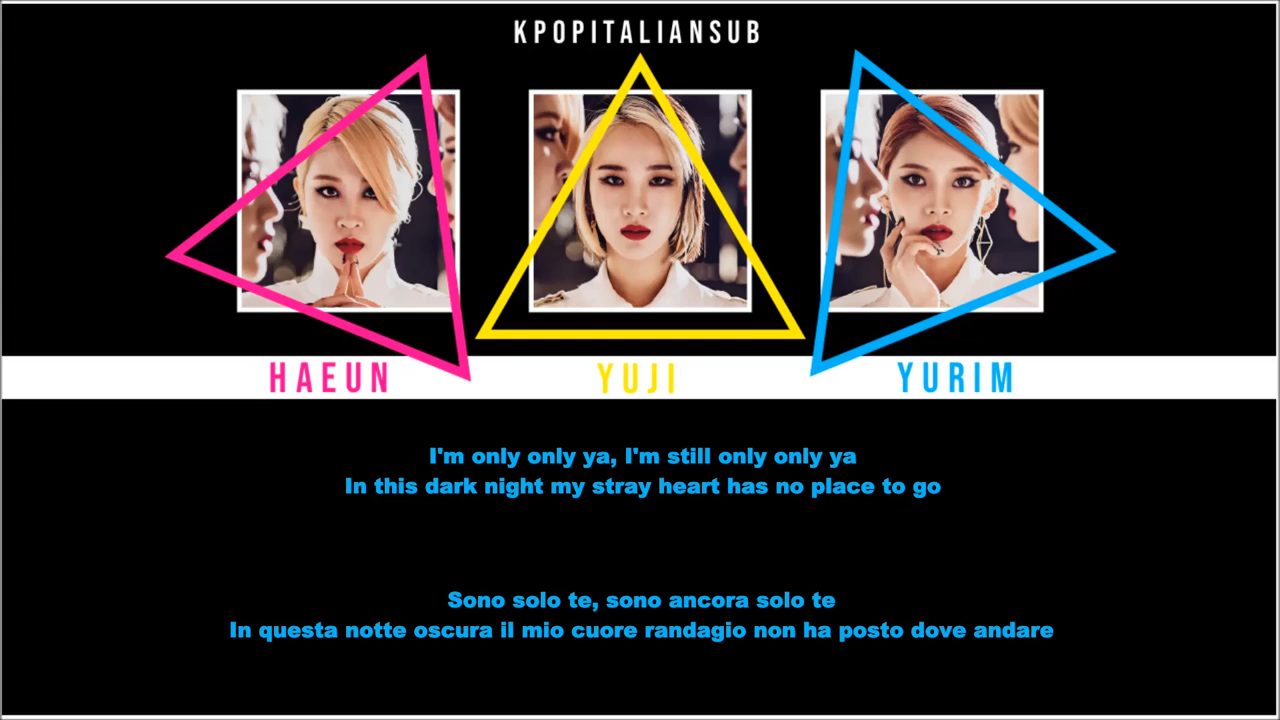 KPOPITALIANSUB
HAEUN YUJI YURIM
I'm only only ya, I'm still only only ya
In this dark night my stray heart has no place to go
Sono solo te, sono ancora solo te
In questa notte oscura il mio cuore randagio non ha posto dove andare